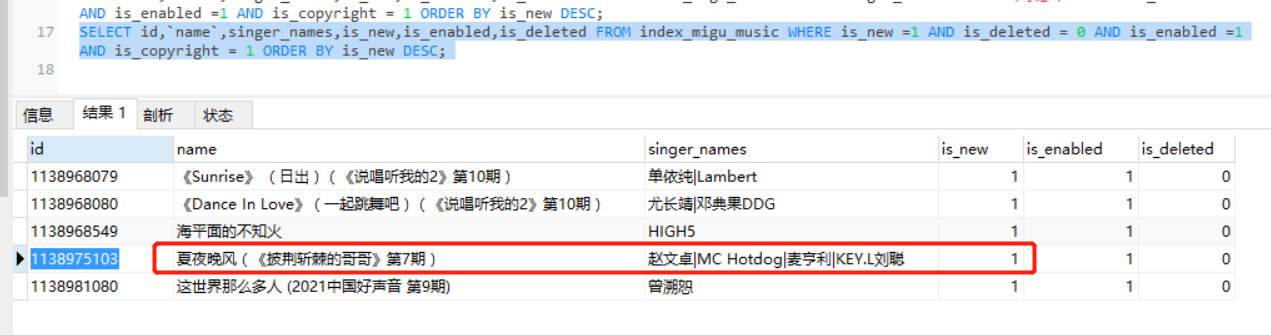 AND is_enabled =1 AND is_copyright = 1 ORDER BY is_new DESC;
17 SELECT id,`name`,singer_names,is_new,is_enabled,is_deleted FROM index_migu_music WHERE is_new =1 AND is_deleted = 0 AND is_enabled =1
AND is_copyright = 1 ORDER BY is_new DESC;
18
信息 结果 1 剖析 状态
id name singer_names is_new is_enabled is_deleted
1138968079 《Sunrise》（日出）(《说唱听我的2》第10期） 单依纯|Lambert 1 1 0
1138968080 《Dance In Love》(一起跳舞吧）(《说唱听我的2》第10期） 尤长靖|邓典果DDG 1 1 0
1138968549 海平面的不知火 HIGH5 1 1 0
1138975103 夏夜晚风（《披荆斩棘的哥哥》第7期） 赵文卓|MC Hotdog|麦亨利|KEY.L刘聪 1 1 0
1138981080 这世界那么多人 (2021中国好声音 第9期) 曾溯恕 1 1 0